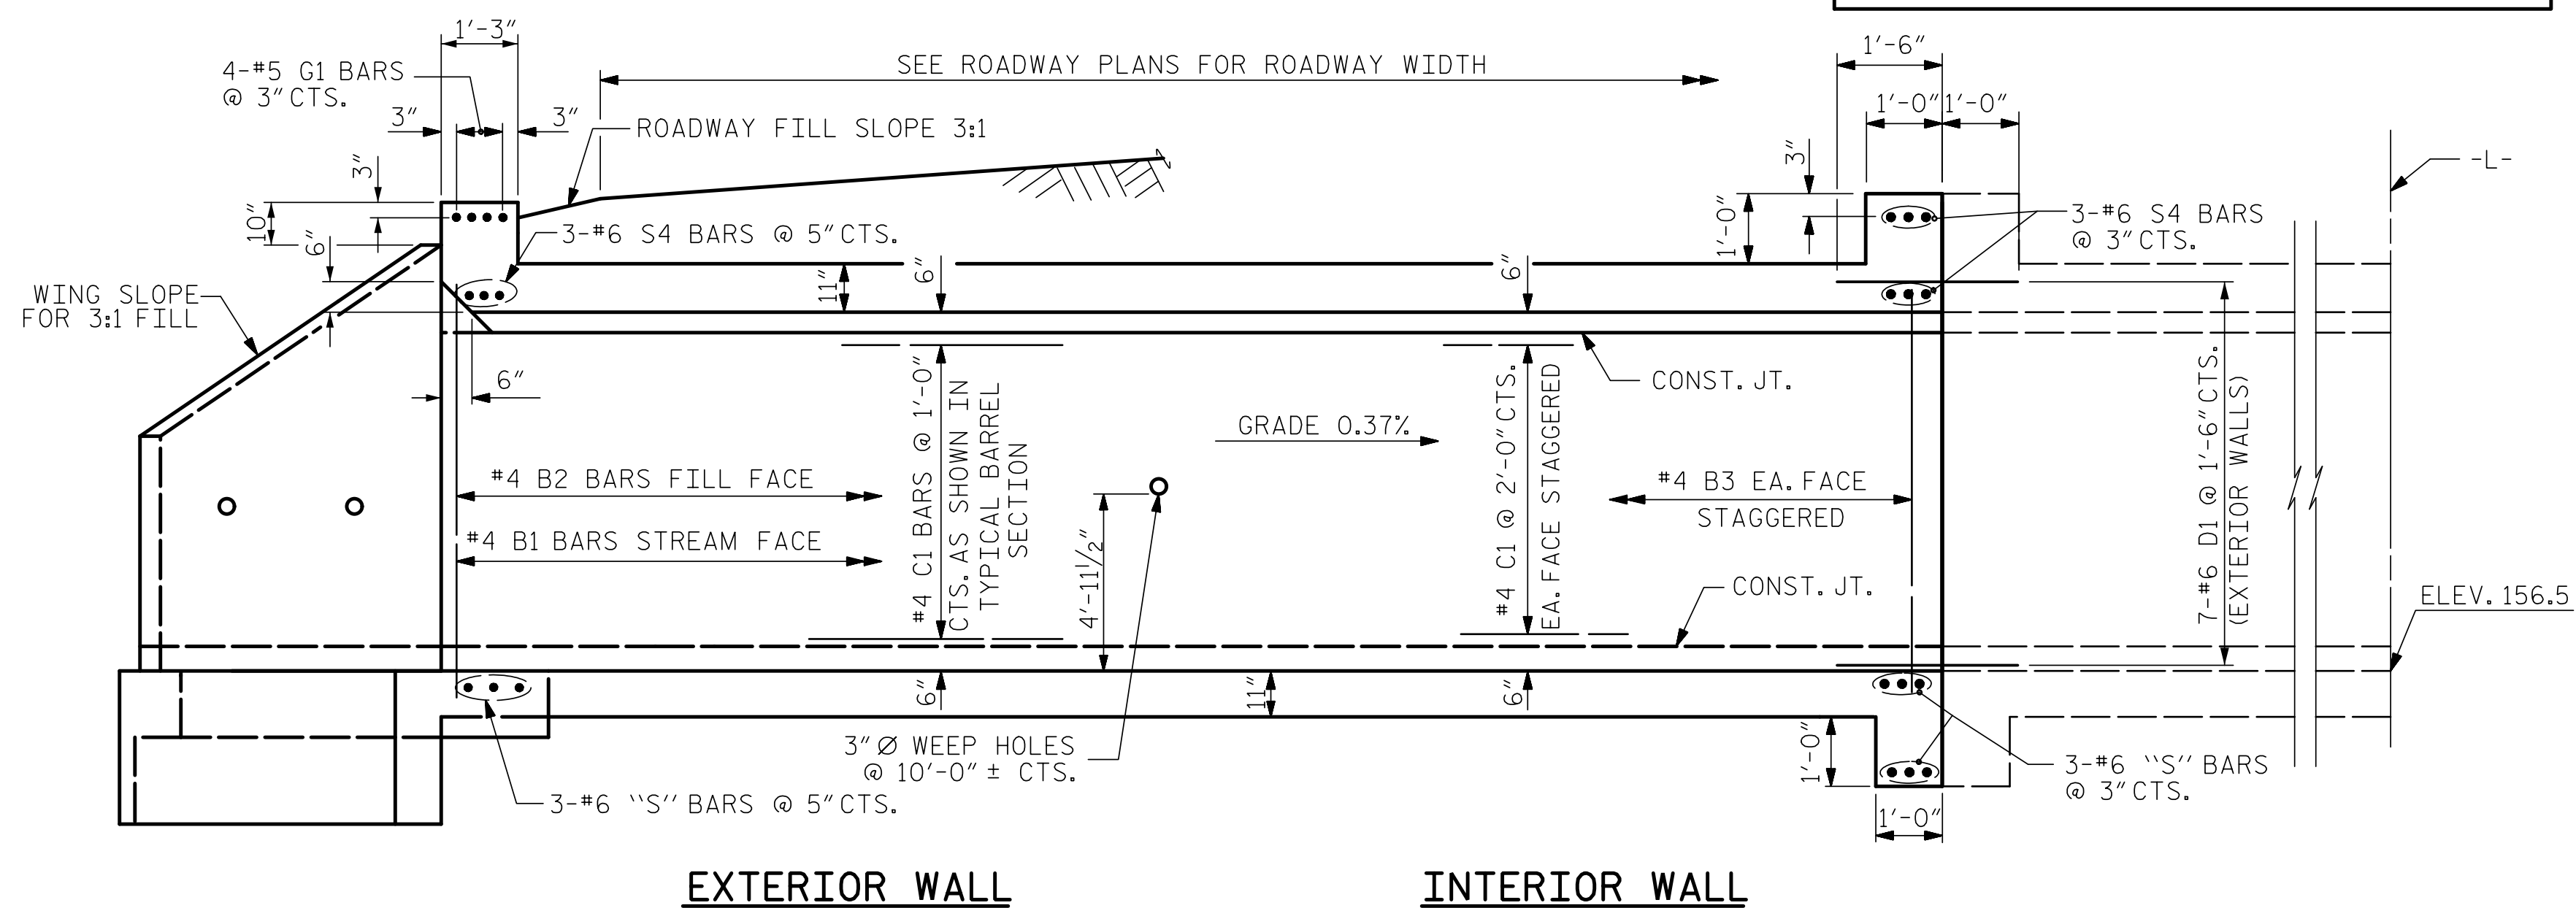 1'-3"
4-#5 G1 BARS
@ 3" CTS.
3"
3"
SEE ROADWAY PLANS FOR ROADWAY WIDTH
1'-6"
1'-0"
1'-0"
ROADWAY FILL SLOPE 3:1
3"
3"
-L-
10"
6"
3-#6 S4 BARS @ 5" CTS.
1'-0"
3-#6 S4 BARS
@ 3" CTS.
WING SLOPE
FOR 3:1 FILL
11"
6"
6"
6"
CONST. JT.
#4 C1 BARS @ 1'-0"
CTS. AS SHOWN IN
TYPICAL BARREL
SECTION
GRADE 0.37%
#4 C1 @ 2'-0" CTS.
EA. FACE STAGGERED
7-#6 D1 @ 1'-6" CTS.
(EXTERIOR WALLS)
#4 B2 BARS FILL FACE
#4 B3 EA. FACE
STAGGERED
#4 B1 BARS STREAM FACE
4'-11 1/2"
CONST. JT.
ELEV. 156.5
6"
11"
6"
3" Ø WEEP HOLES
@ 10'-0" ± CTS.
1'-0"
3-#6 "S" BARS
@ 3" CTS.
3-#6 "S" BARS @ 5" CTS.
1'-0"
EXTERIOR WALL
INTERIOR WALL